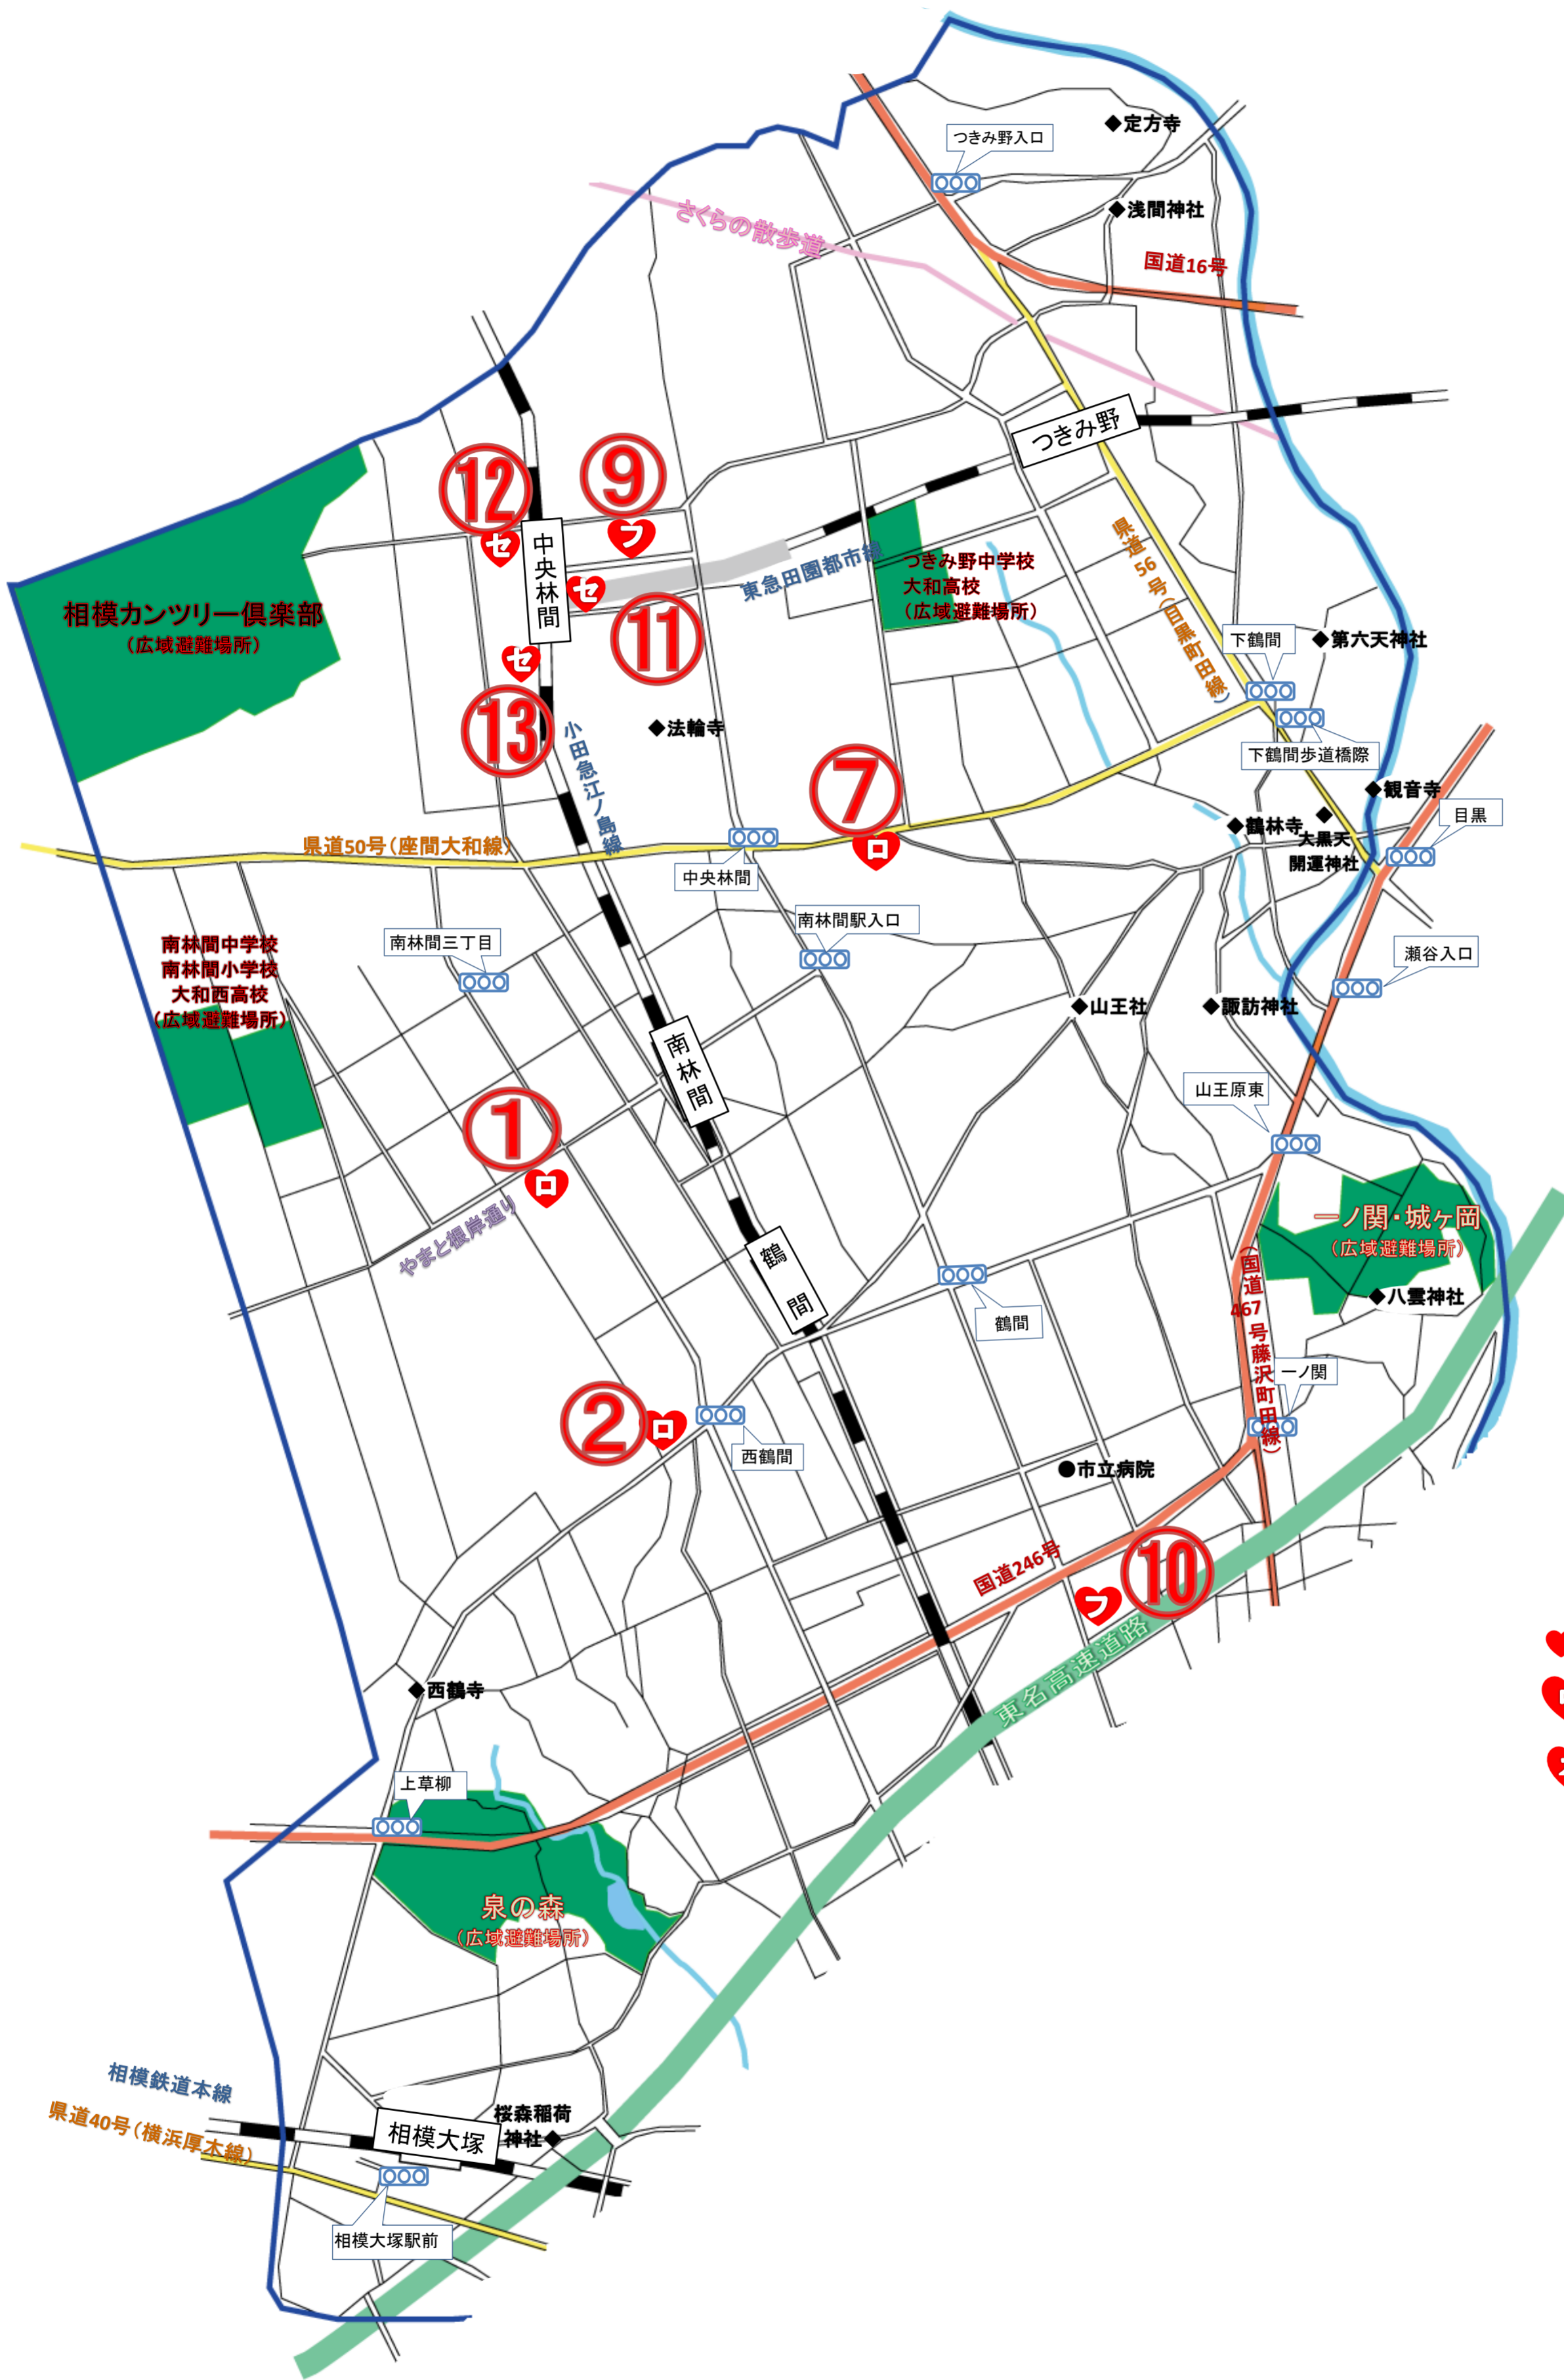 ◆定方寺
つきみ野入口
◆浅間神社
さくらの散歩道
国道16号
つきみ野
⑫
⑨
セ
フ
中央林間
セ
東急田園都市線
つきみ野中学校
大和高校
（広域避難場所）
県道56号（目黒町田線）
相模カンツリー倶楽部
（広域避難場所）
⑪
下鶴間
◆第六天神社
セ
⑬
◆法輪寺
小田急江ノ島線
下鶴間歩道橋際
⑦
◆観音寺
目黒
◆鶴林寺
◆
大黒天
開運神社
県道50号（座間大和線）
ロ
中央林間
南林間駅入口
南林間三丁目
南林間中学校
南林間小学校
大和西高校
（広域避難場所）
瀬谷入口
◆山王社
◆諏訪神社
南林間
山王原東
①
ロ
やまと根岸通り
一ノ関・城ヶ岡
（広域避難場所）
鶴間
◆八雲神社
国道467号藤沢町田線）
鶴間
一ノ関
②
ロ
西鶴間
●市立病院
国道246号
⑩
フ
東名高速道路
◆西鶴寺
上草柳
泉の森
（広域避難場所）
相模鉄道本線
県道40号（横浜厚木線）
相模大塚
桜森稲荷
神社◆
相模大塚駅前